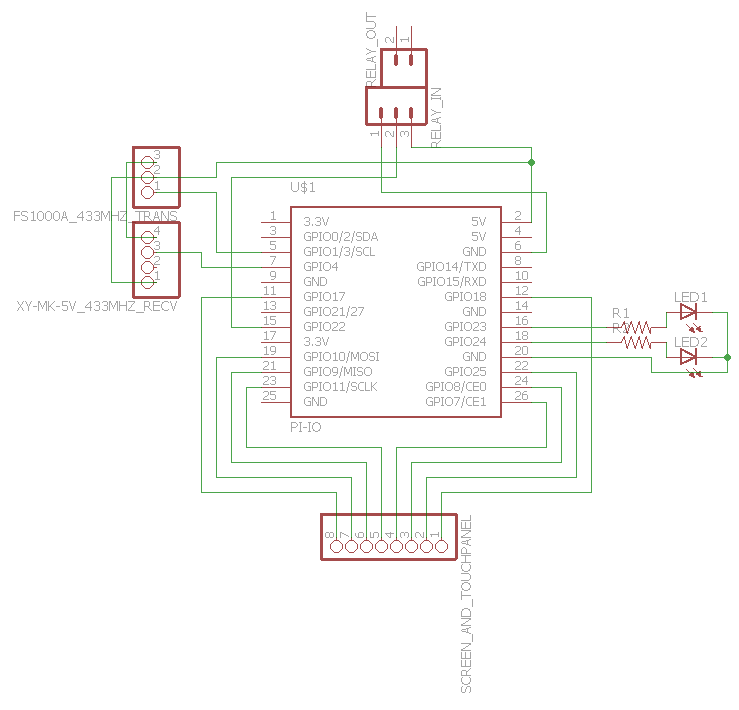 RELAY_OUT
2
1
RELAY_IN
1
2
3
3
2
1
FS1000A_433MHZ_TRANS
4
3
2
1
XY-MK-5V_433MHZ_RECV
U$1
1 3.3V 5V 2
3 GPIO0/2/SDA 5V 4
5 GPIO1/3/SCL GND 6
7 GPIO4 GPIO14/TXD 8
9 GND GPIO15/RXD 10
11 GPIO17 GPIO18 12
13 GPIO21/27 GND 14
15 GPIO22 GPIO23 16
17 3.3V GPIO24 18
19 GPIO10/MOSI GND 20
21 GPIO9/MISO GPIO25 22
23 GPIO11/SCLK GPIO8/CE0 24
25 GND GPIO7/CE1 26
PI-IO
LED1
R1
LED2
8 7 6 5 4 3 2 1
SCREEN_AND_TOUCHPANEL